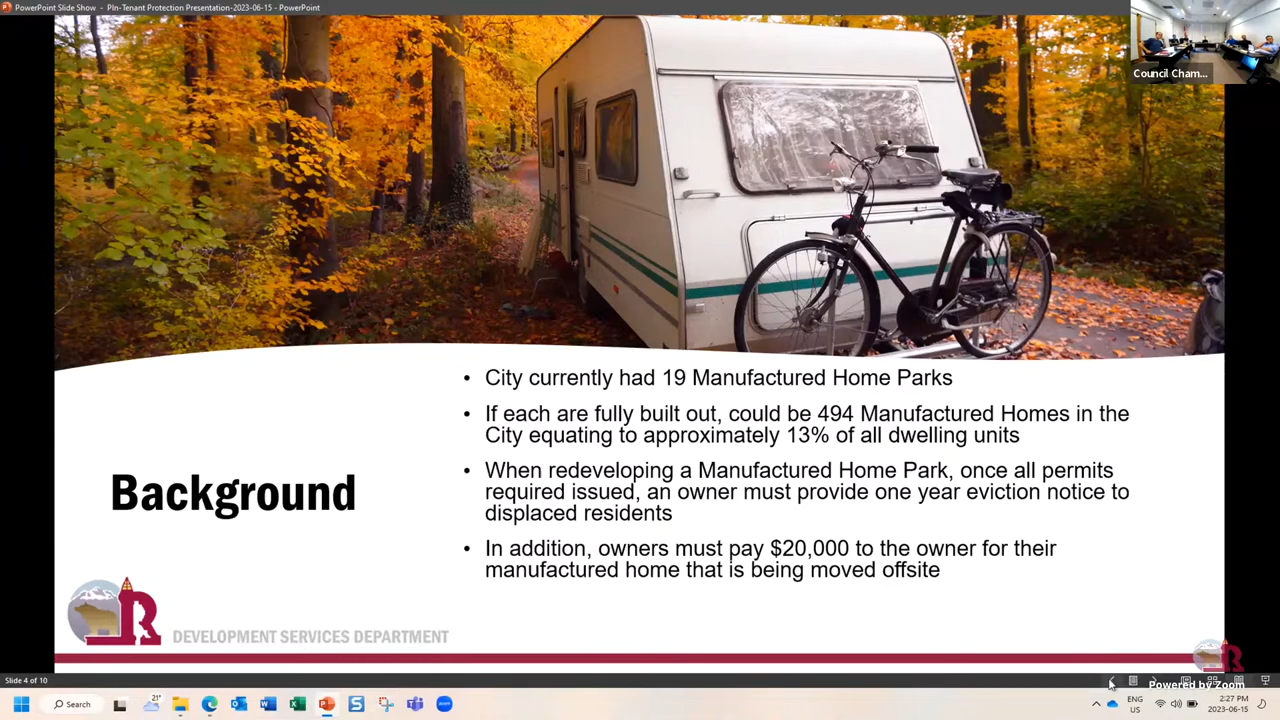 PowerPoint Slide Show - Pln-Tenant Protection Presentation-2023-06-15 - PowerPoint
Council Cham...
• City currently had 19 Manufactured Home Parks
• If each are fully built out, could be 494 Manufactured Homes in the
City equating to approximately 13% of all dwelling units
• When redeveloping a Manufactured Home Park, once all permits
required issued, an owner must provide one year eviction notice to
displaced residents
• In addition, owners must pay $20,000 to the owner for their
manufactured home that is being moved offsite
Background
R
DEVELOPMENT SERVICES DEPARTMENT
Slide 4 of 10
Powered by Zoom
Search
21°
ENG
US
2:27 PM
2023-06-15